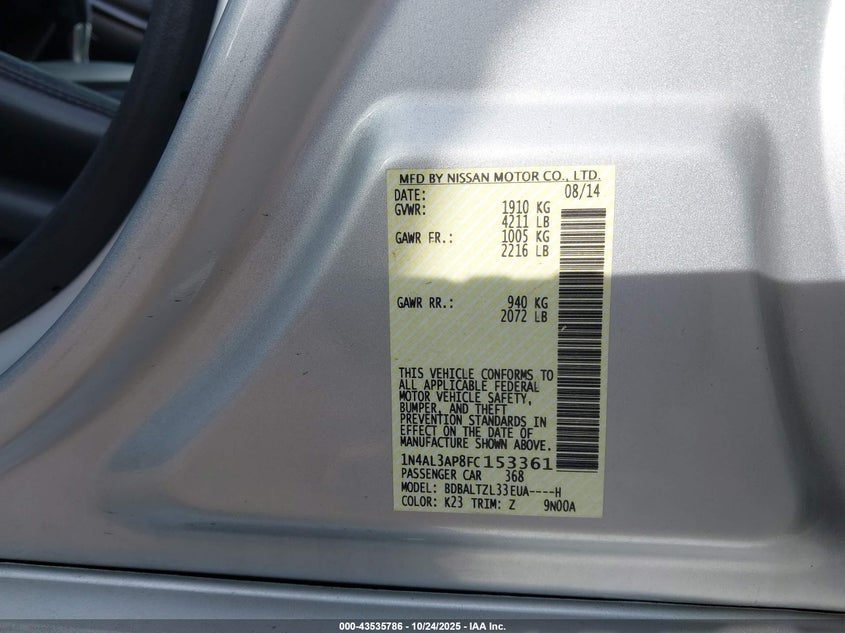 MFD BY NISSAN MOTOR CO., LTD.
DATE: 08/14
GVWR: 1910 KG
4211 LB
GAWR FR.: 1005 KG
2216 LB
GAWR RR.: 940 KG
2072 LB
THIS VEHICLE CONFORMS TO
ALL APPLICABLE FEDERAL
MOTOR VEHICLE SAFETY,
BUMPER, AND THEFT
PREVENTION STANDARDS IN
EFFECT ON THE DATE OF
MANUFACTURE SHOWN ABOVE.
1N4AL3AP8FC153361
PASSENGER CAR 368
MODEL: BDBALTZL33EUA----H
COLOR: K23 TRIM: Z 9N00A
000-43535786 - 10/24/2025 - IAA Inc.